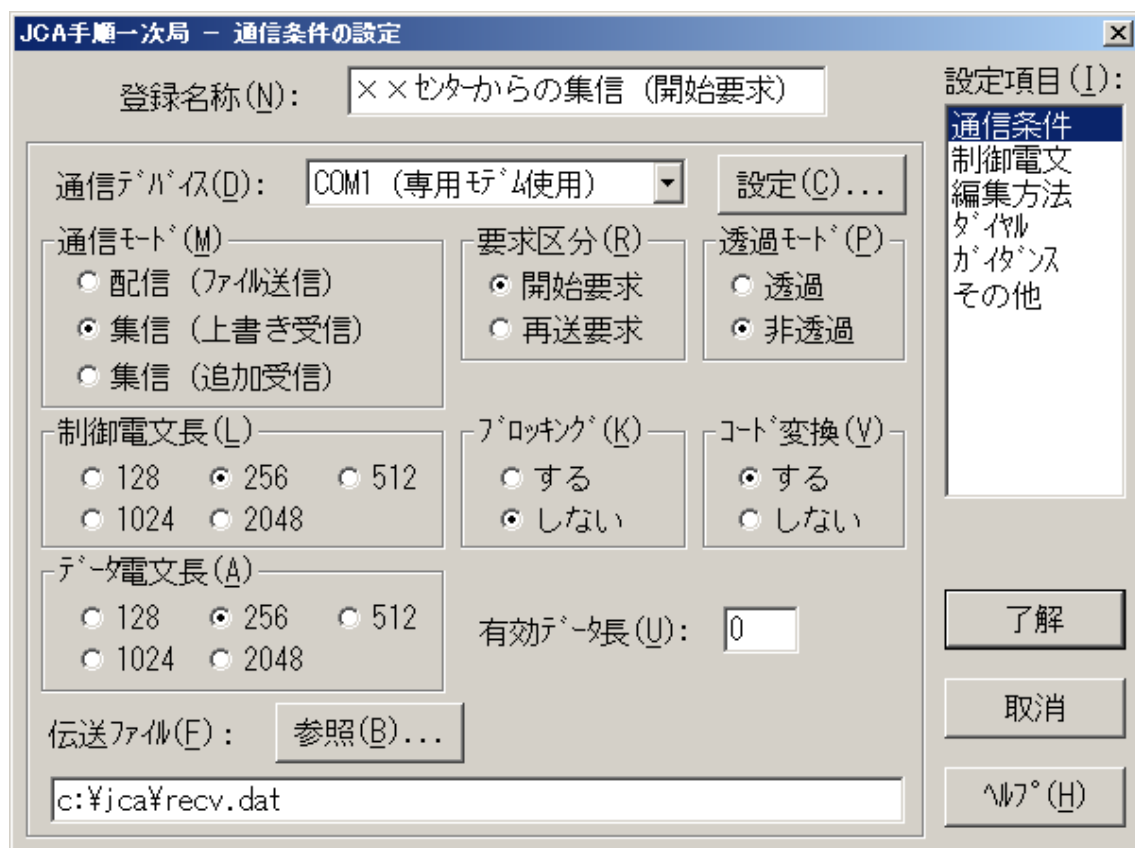 JCA手順一次局 － 通信条件の設定
登録名称(N):
××ｾﾝﾀｰからの集信 (開始要求)
設定項目(I):
通信条件
制御電文
編集方法
ﾀﾞｲﾔﾙ
ｶﾞｲﾀﾞﾝｽ
その他
通信ﾃﾞﾊﾞｲｽ(D):
COM1 (専用ﾓﾃﾞﾑ使用)
設定(C)...
通信ﾓｰﾄﾞ(M)
配信 (ﾌｧｲﾙ送信)
集信 (上書き受信)
集信 (追加受信)
要求区分(R)
開始要求
再送要求
透過ﾓｰﾄﾞ(P)
透過
非透過
制御電文長(L)
128 256 512
1024 2048
ﾌﾞﾛｯｷﾝｸﾞ(K)
する
しない
ｺｰﾄﾞ変換(V)
する
しない
ﾃﾞｰﾀ電文長(A)
128 256 512
1024 2048
有効ﾃﾞｰﾀ長(U): 0
伝送ﾌｧｲﾙ(F): 参照(B)...
c:¥jca¥recv.dat
了解
取消
ﾍﾙﾌﾟ(H)